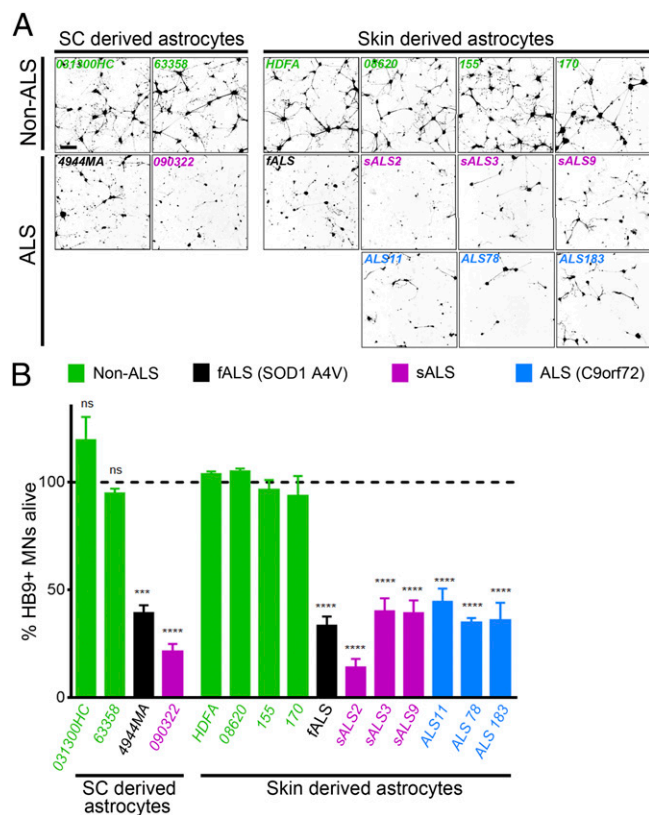 A
SC derived astrocytes
Skin derived astrocytes
Non-ALS
031300HC
63358
HDFA
08620
155
170
ALS
4944MA
090322
fALS
sALS2
sALS3
sALS9
ALS11
ALS78
ALS183
B
Non-ALS
fALS (SOD1 A4V)
sALS
ALS (C9orf72)
% HB9+ MNs alive
100
50
0
ns
ns
***
****
****
****
****
****
****
****
****
031300HC
63358
4944MA
090322
HDFA
08620
155
170
fALS
sALS2
sALS3
sALS9
ALS11
ALS 78
ALS 183
SC derived
astrocytes
Skin derived astrocytes